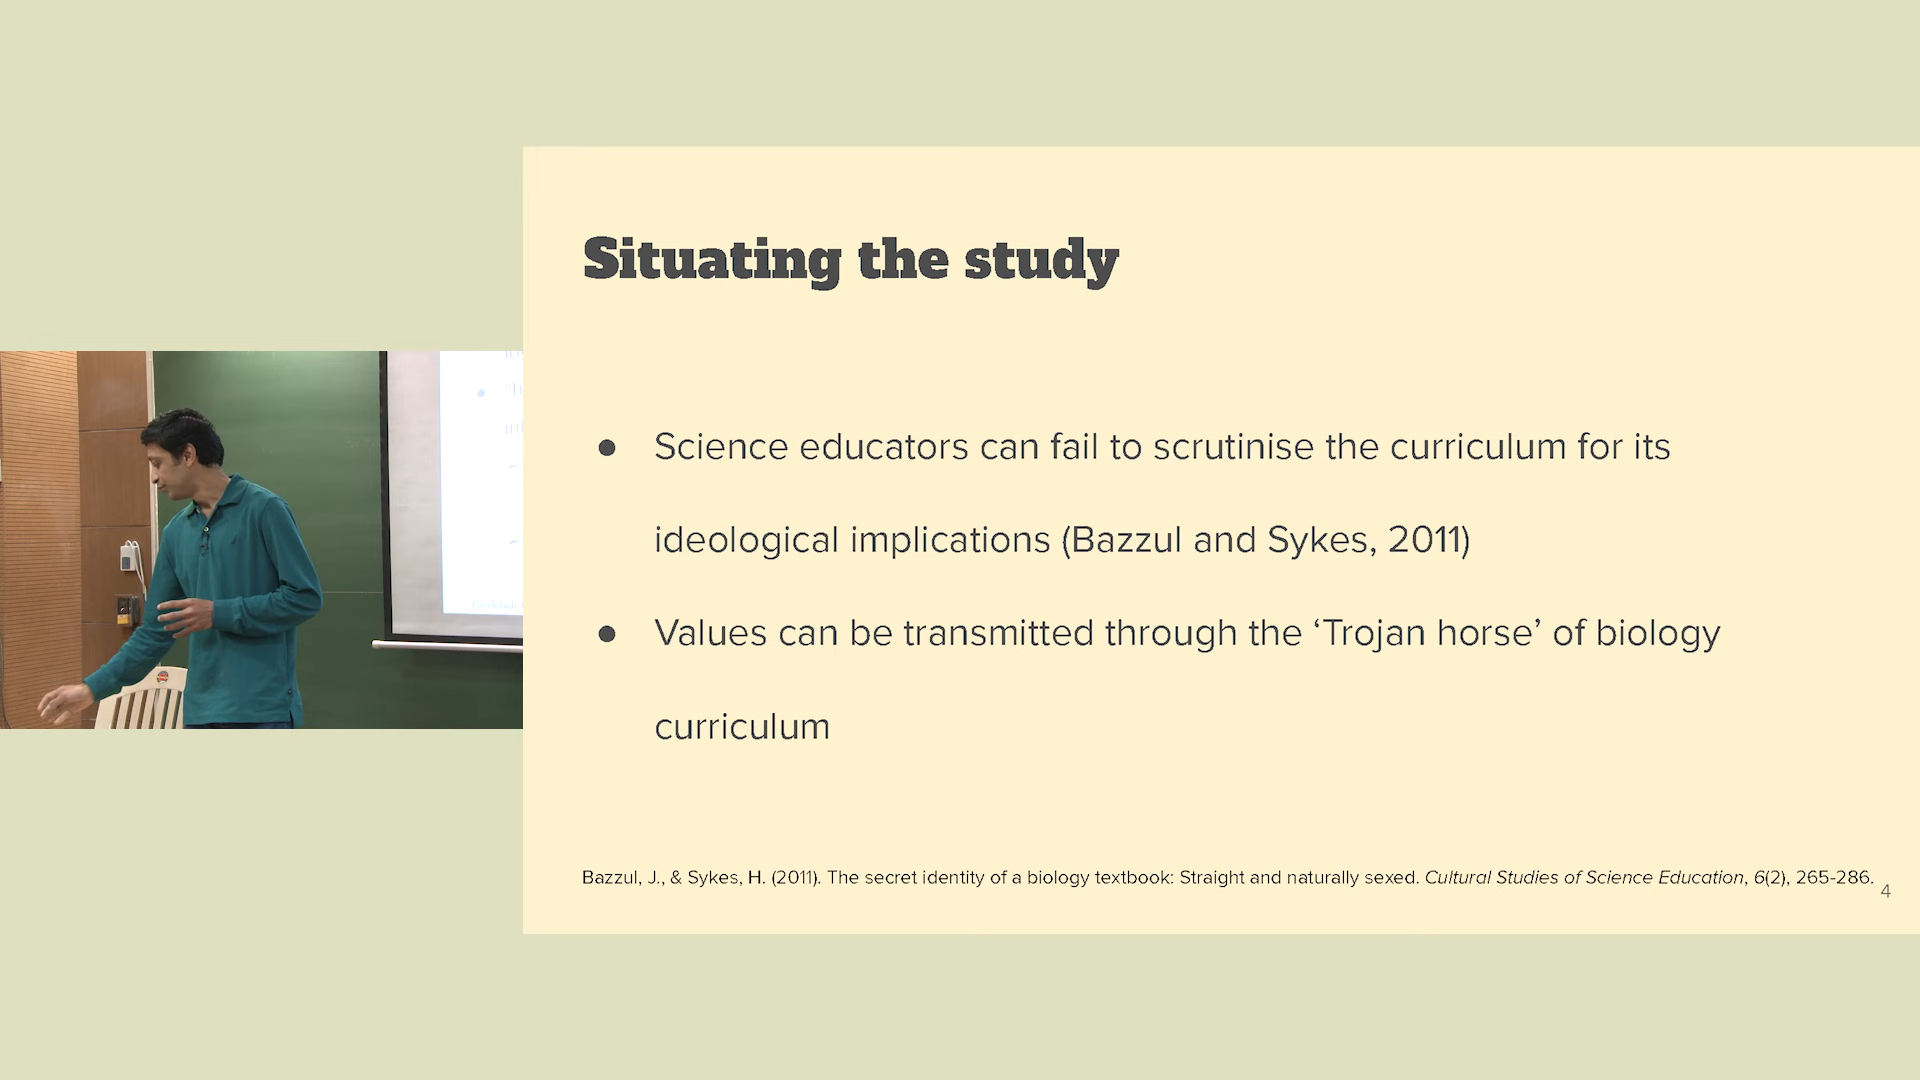 Situating the study
● Science educators can fail to scrutinise the curriculum for its
ideological implications (Bazzul and Sykes, 2011)
● Values can be transmitted through the ‘Trojan horse’ of biology
curriculum
Bazzul, J., & Sykes, H. (2011). The secret identity of a biology textbook: Straight and naturally sexed. Cultural Studies of Science Education, 6(2), 265-286.
4